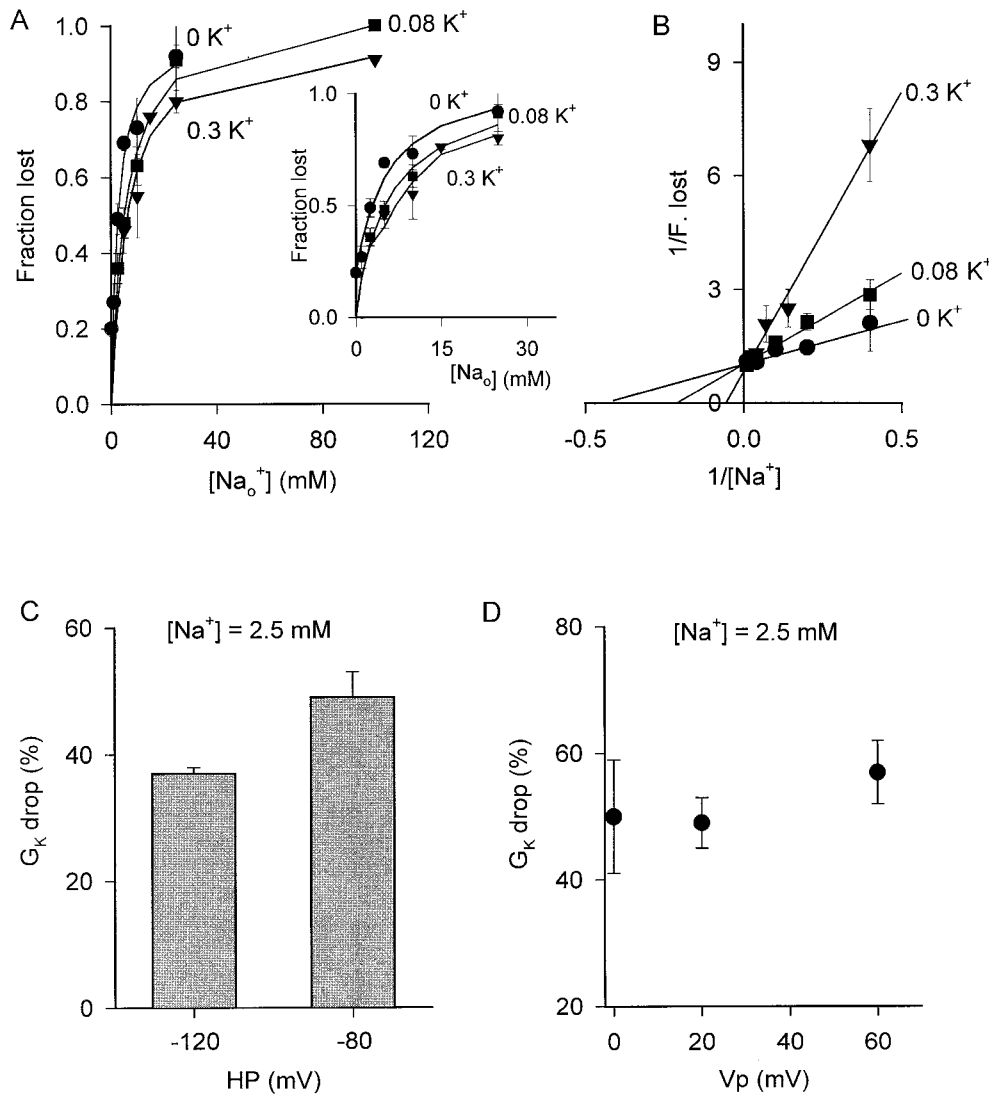 A
1.0
0.8
0.6
0.4
0.2
0.0
Fraction lost
0 K⁺
0.08 K⁺
0.3 K⁺
0
40
80
120
[Naₒ⁺] (mM)
1.0
0.5
0.0
Fraction lost
0 K⁺
0.08 K⁺
0.3 K⁺
0
15
30
[Naₒ] (mM)
B
9
6
3
0
1/F. lost
0.3 K⁺
0.08 K⁺
0 K⁺
-0.5
0.0
0.5
1/[Na⁺]
C
[Na⁺] = 2.5 mM
60
40
20
0
G_K drop (%)
-120
-80
HP (mV)
D
[Na⁺] = 2.5 mM
80
60
40
20
G_K drop (%)
0
20
40
60
Vp (mV)